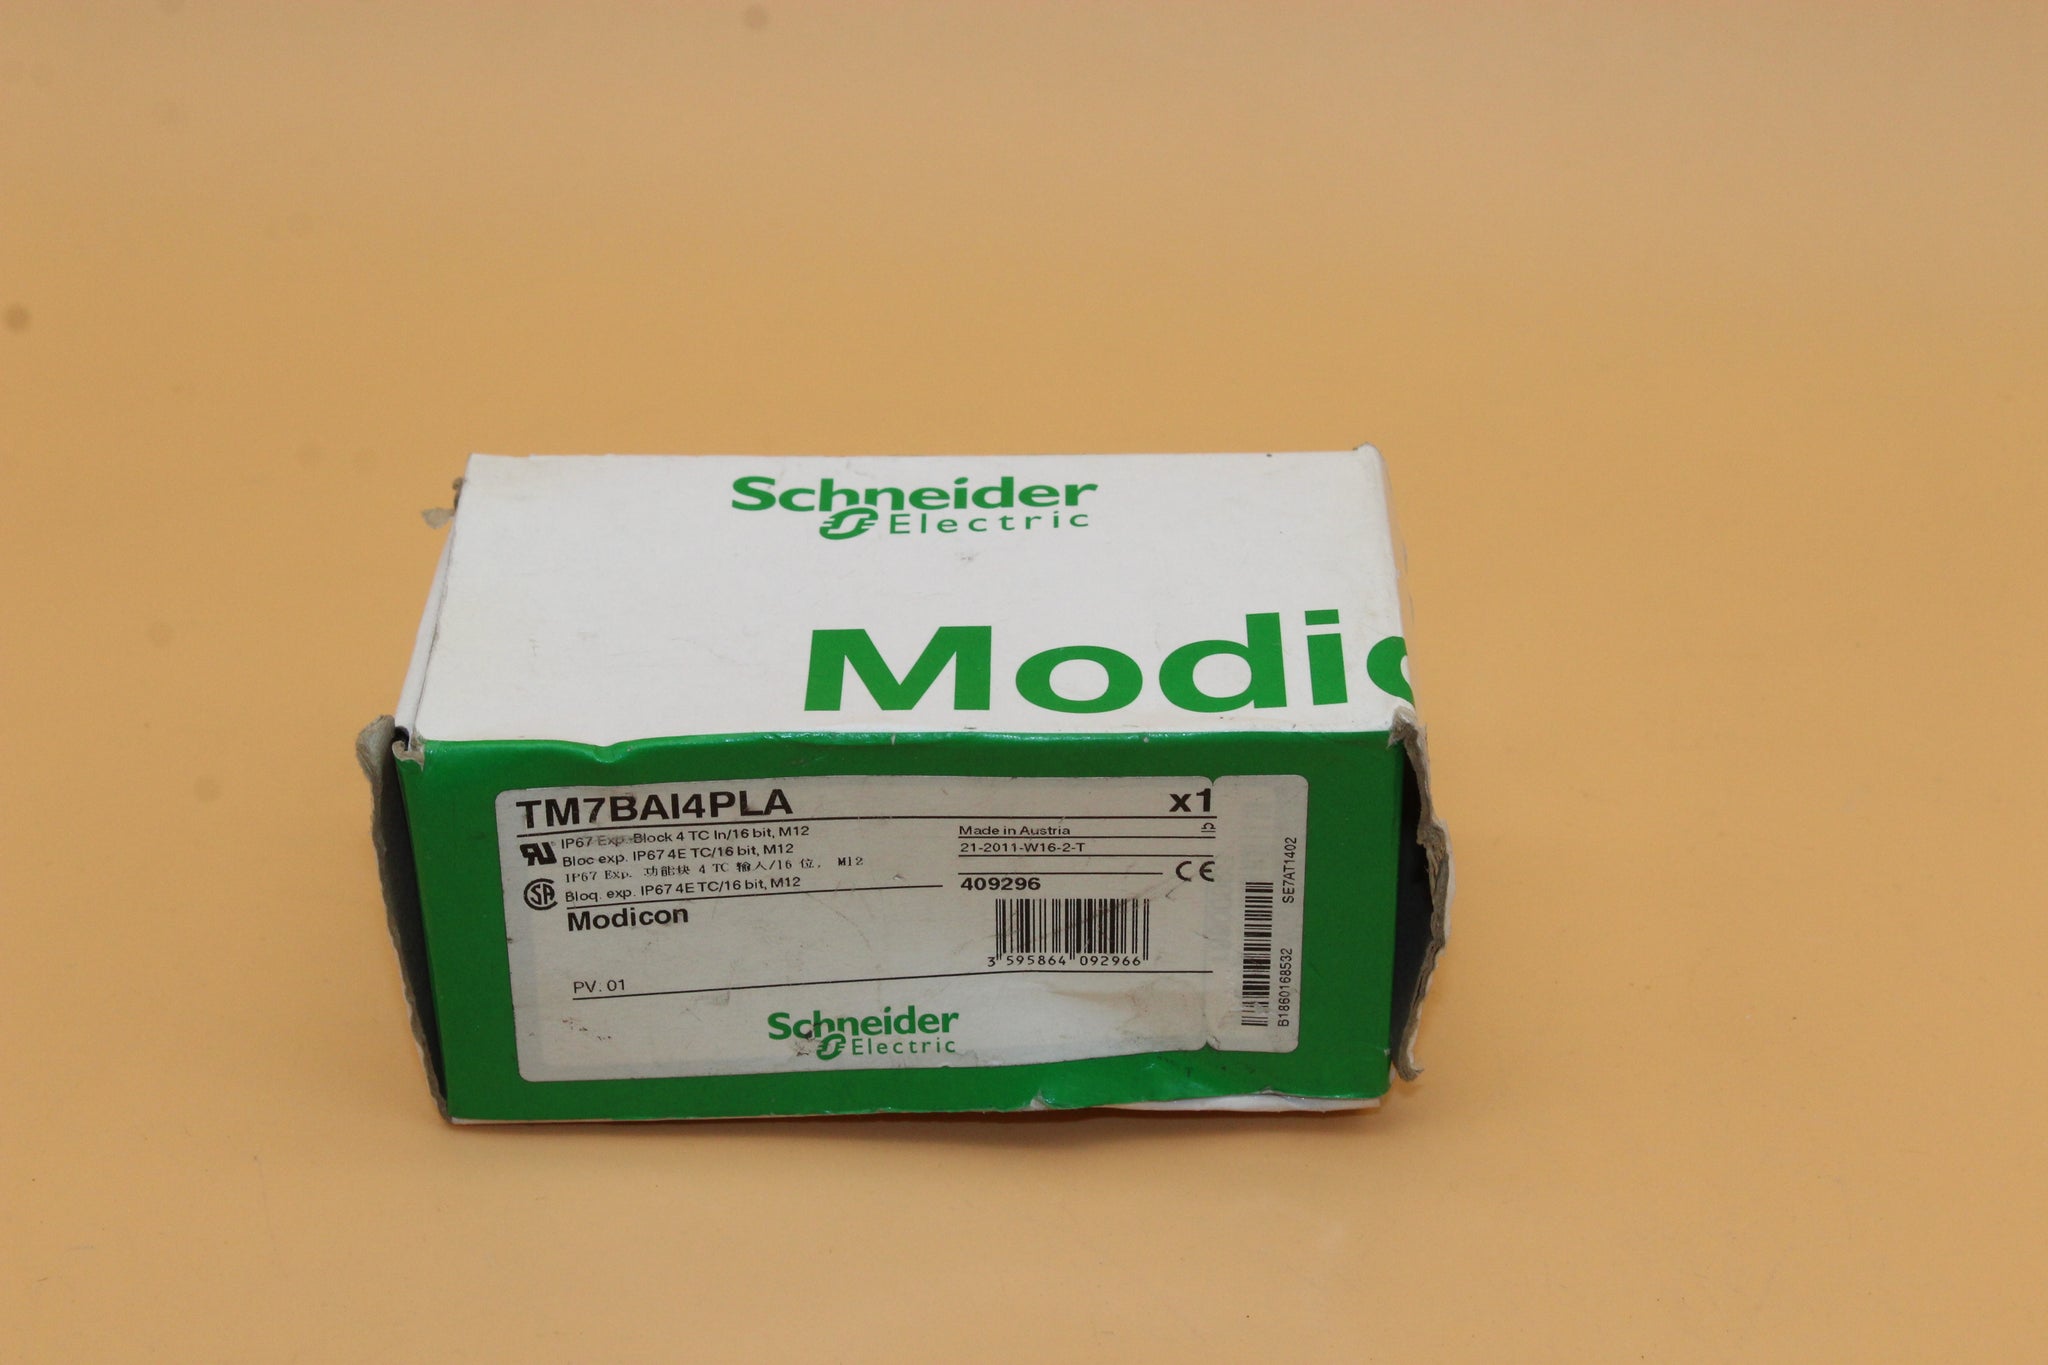 Schneider
Electric
Modic
TM7BAI4PLA
x1
IP67 Exp. Block 4 TC In/16 bit, M12
Bloc exp. IP67 4E TC/16 bit, M12
IP67 Exp. 功能块 4 TC 输入/16 位, M12
Bloq. exp. IP67 4E TC/16 bit, M12
Modicon
Made in Austria
21-2011-W16-2-T
CE
409296
3 595864 092966
PV: 01
Schneider
Electric
SE7AT1402
B1860168532